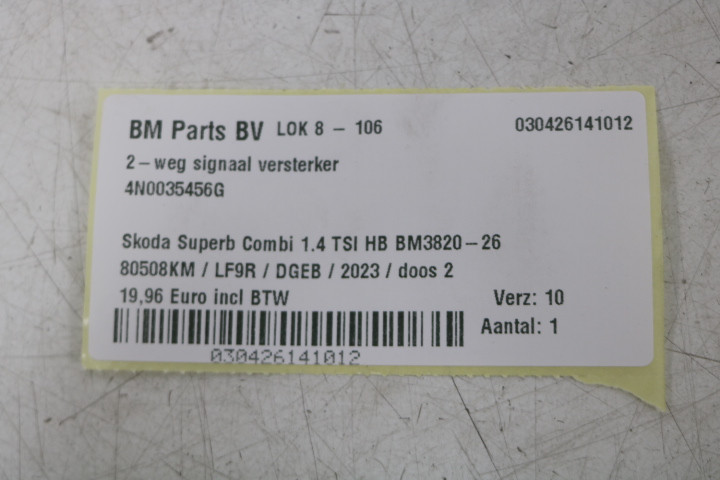 BM Parts BV LOK 8 - 106 030426141012
2-weg signaal versterker
4N0035456G
Skoda Superb Combi 1.4 TSI HB BM3820-26
80508KM / LF9R / DGEB / 2023 / doos 2
19,96 Euro incl BTW Verz: 10
Aantal: 1
030426141012